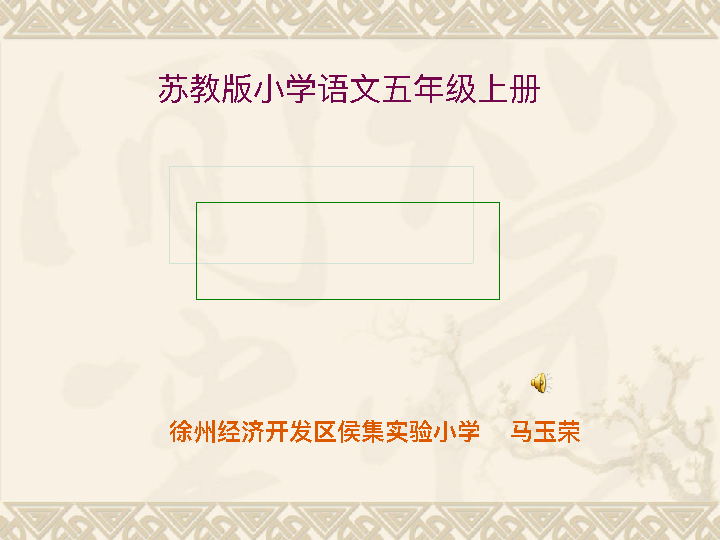 苏教版小学语文五年级上册
徐州经济开发区侯集实验小学 马玉荣